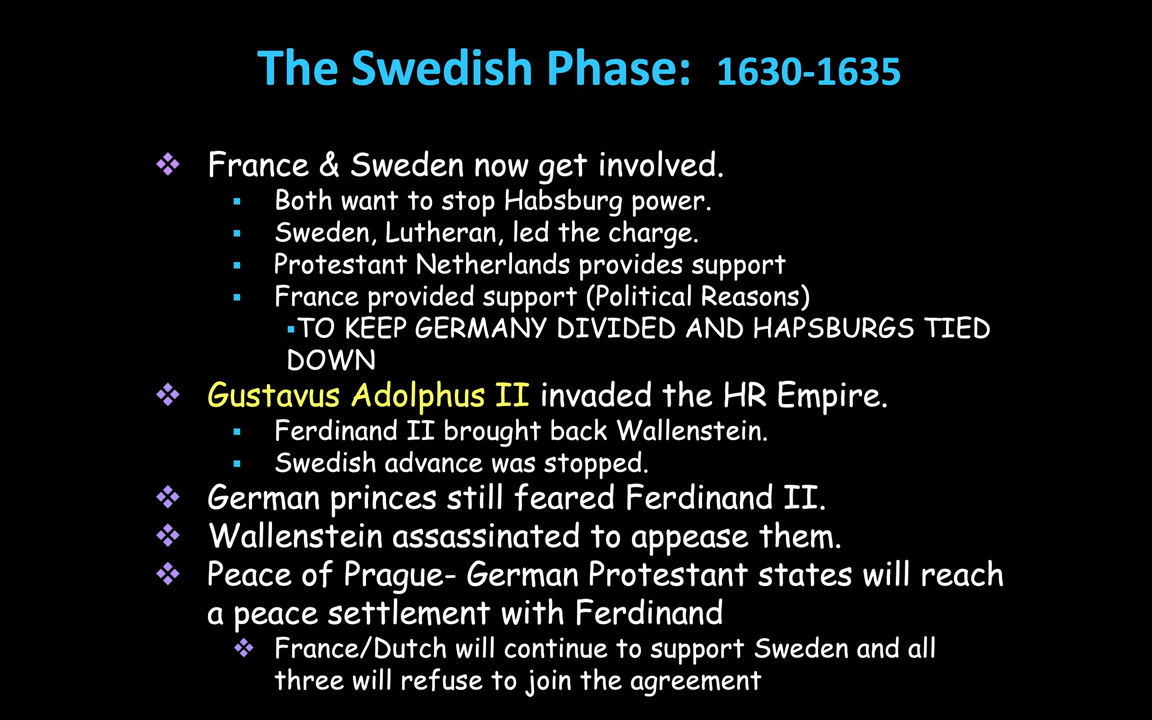 The Swedish Phase: 1630-1635
France & Sweden now get involved.
Both want to stop Habsburg power.
Sweden, Lutheran, led the charge.
Protestant Netherlands provides support
France provided support (Political Reasons)
TO KEEP GERMANY DIVIDED AND HAPSBURGS TIED
DOWN
Gustavus Adolphus II invaded the HR Empire.
Ferdinand II brought back Wallenstein.
Swedish advance was stopped.
German princes still feared Ferdinand II.
Wallenstein assassinated to appease them.
Peace of Prague- German Protestant states will reach
a peace settlement with Ferdinand
France/Dutch will continue to support Sweden and all
three will refuse to join the agreement